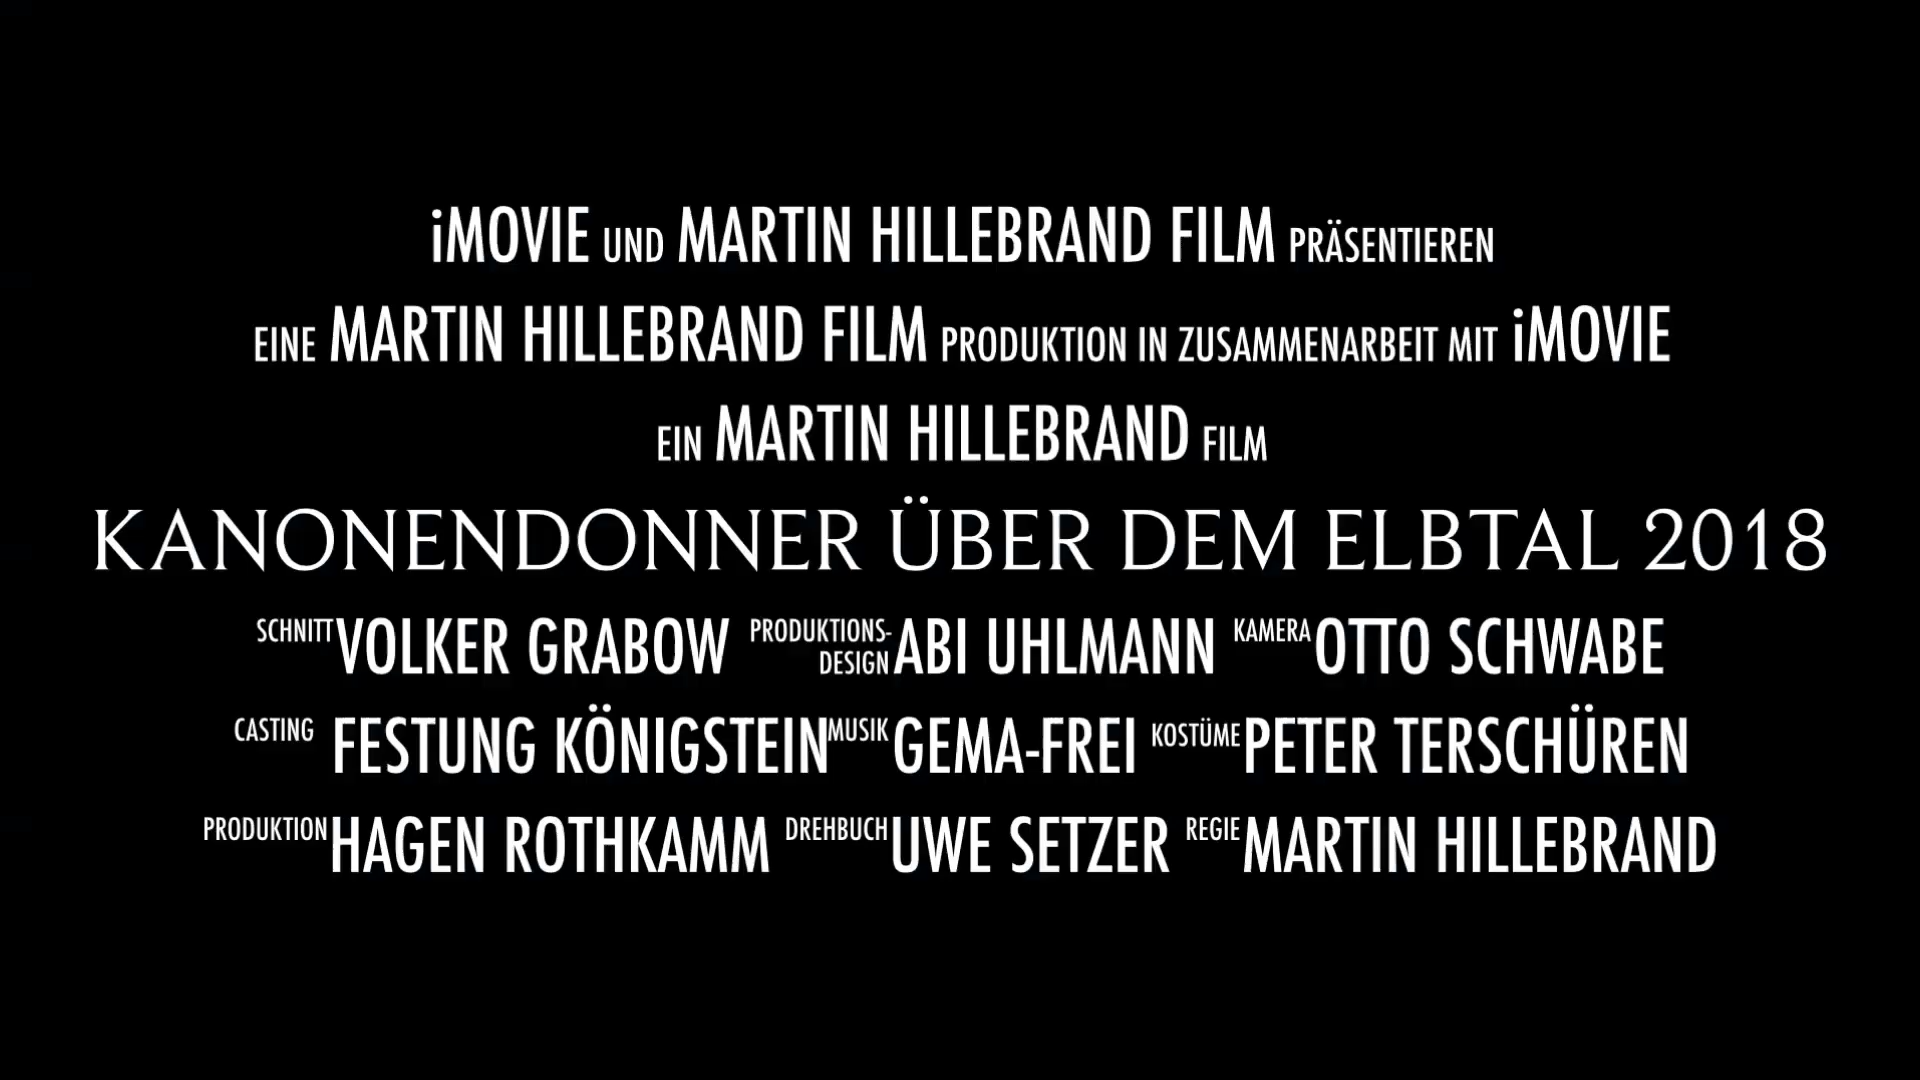 iMOVIE UND MARTIN HILLEBRAND FILM PRÄSENTIEREN
EINE MARTIN HILLEBRAND FILM PRODUKTION IN ZUSAMMENARBEIT MIT iMOVIE
EIN MARTIN HILLEBRAND FILM
KANONENDONNER ÜBER DEM ELBTAL 2018
SCHNITT VOLKER GRABOW PRODUKTIONS-DESIGN ABI UHLMANN KAMERA OTTO SCHWABE
CASTING FESTUNG KÖNIGSTEIN MUSIK GEMA-FREI KOSTÜME PETER TERSCHÜREN
PRODUKTION HAGEN ROTHKAMM DREHBUCH UWE SETZER REGIE MARTIN HILLEBRAND